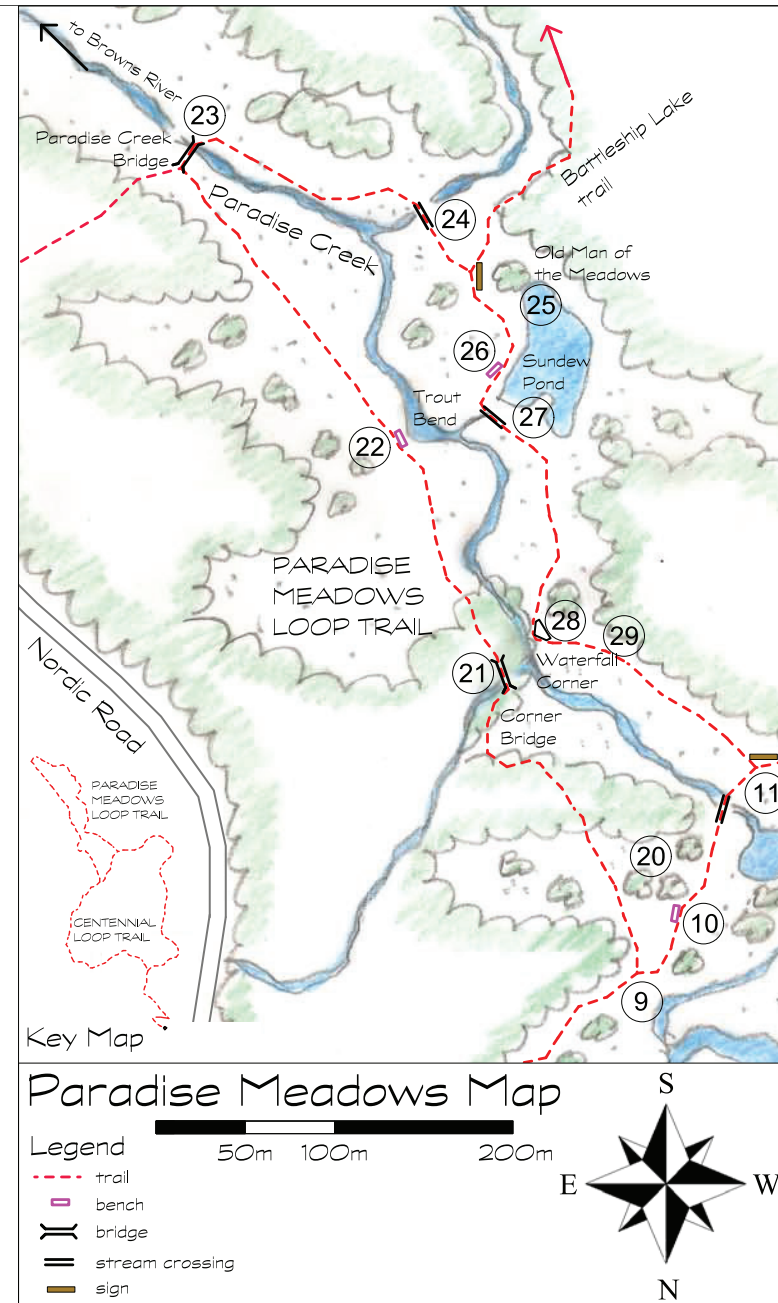 to Browns River
23
Paradise Creek
Bridge
Paradise Creek
24
Battleship Lake
trail
Old Man of
the Meadows
25
26
Sundew
Pond
Trout
Bend
27
22
PARADISE
MEADOWS
LOOP TRAIL
28
29
Waterfall
Corner
21
Corner
Bridge
Nordic Road
11
20
10
9
PARADISE
MEADOWS
LOOP TRAIL
CENTENNIAL
LOOP TRAIL
Key Map
Paradise Meadows Map
50m 100m 200m
Legend
trail
bench
bridge
stream crossing
sign
S
E W
N